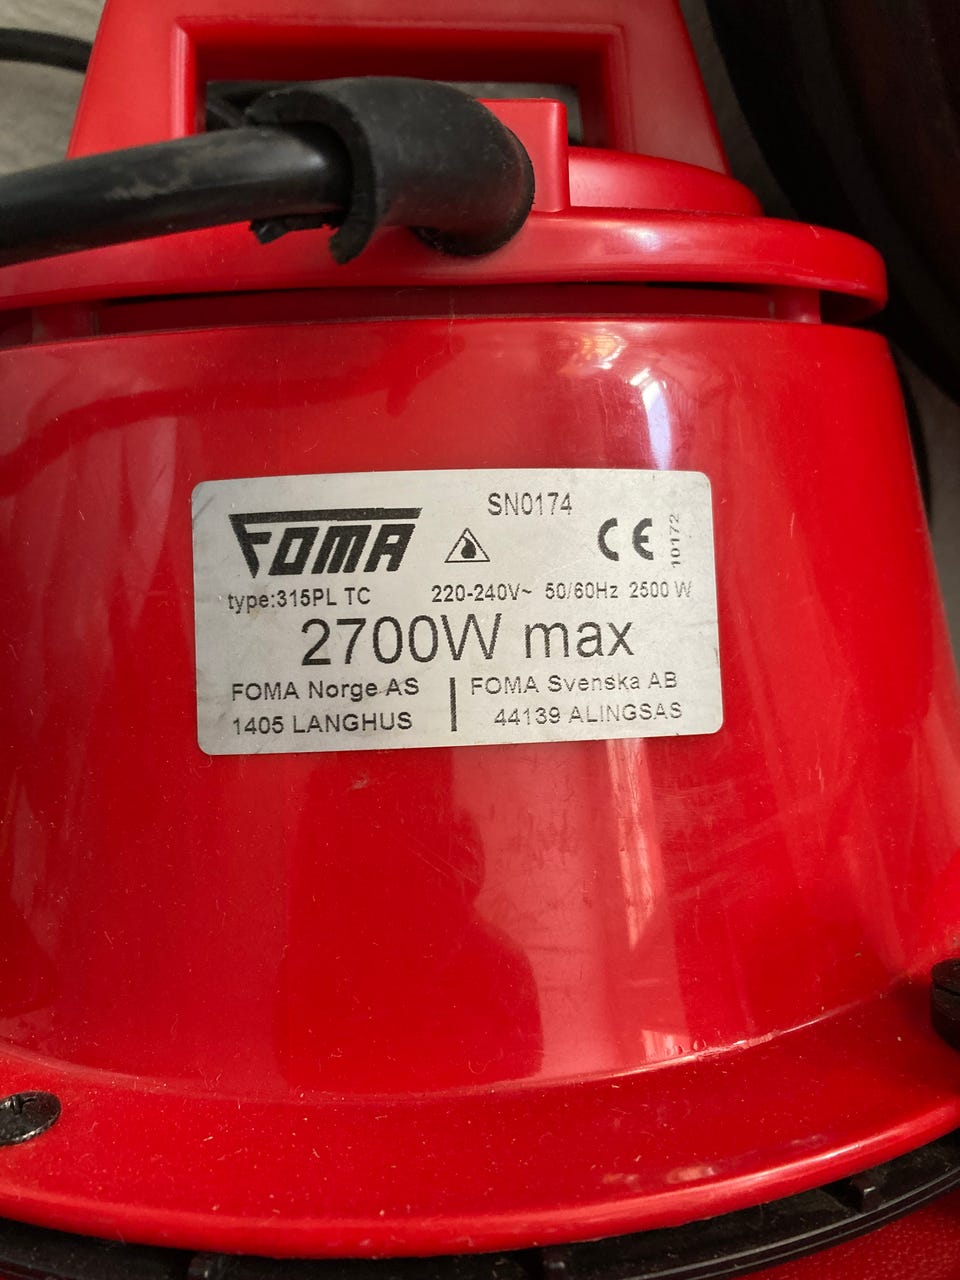 SN0174
FOMA
CE
10172
type:315PL TC 220-240V~ 50/60Hz 2500 W
2700W max
FOMA Norge AS
1405 LANGHUS
FOMA Svenska AB
44139 ALINGSAS